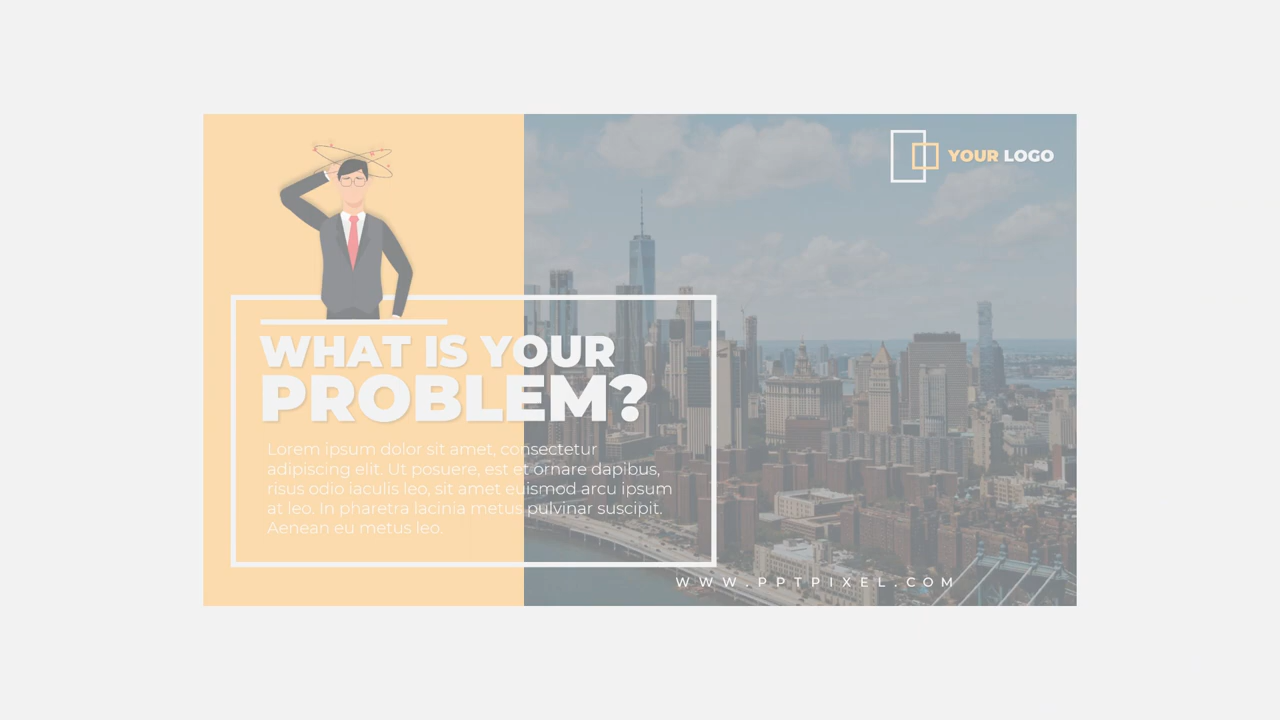 YOUR LOGO
WHAT IS YOUR
PROBLEM?
Lorem ipsum dolor sit amet, consectetur
adipiscing elit. Ut posuere, est et ornare dapibus,
risus odio iaculis leo, sit amet euismod arcu ipsum
at leo. In pharetra lacinia metus pulvinar suscipit.
Aenean eu metus leo.
WWW.PPTPIXEL.COM